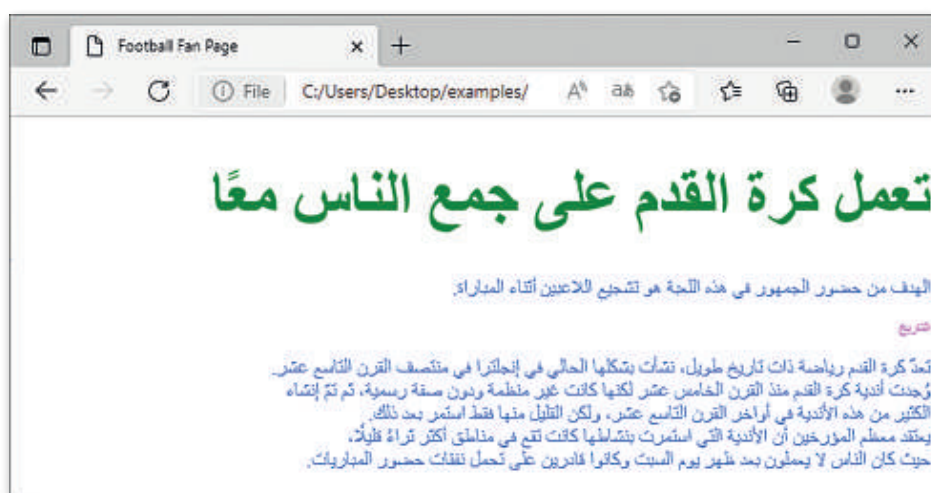 Football Fan Page
File C:/Users/Desktop/examples/
تعمل كرة القدم على جمع الناس معًا
الهدف من حضور الجمهور في هذه اللعبة هو تشجيع اللاعبين أثناء المباراة.
تعدّ كرة القدم رياضة ذات تاريخ طويل، نشأت بشكلها الحالي في إنجلترا في منتصف القرن التاسع عشر.
وُجدت أندية كرة القدم منذ القرن الخامس عشر لكنها كانت غير منظمة ودون صفة رسمية، ثم تمّ إنشاء
الكثير من هذه الأندية في أواخر القرن التاسع عشر، ولكن القليل منها فقط استمر بعد ذلك.
يعتقد معظم المؤرخين أن الأندية التي استمرت بنشاطها كانت تقع في مناطق أكثر ثراءً قليلًا،
حيث كان الناس لا يعملون بعد ظهر يوم السبت وكانوا قادرين على تحمل نفقات حضور المباريات.